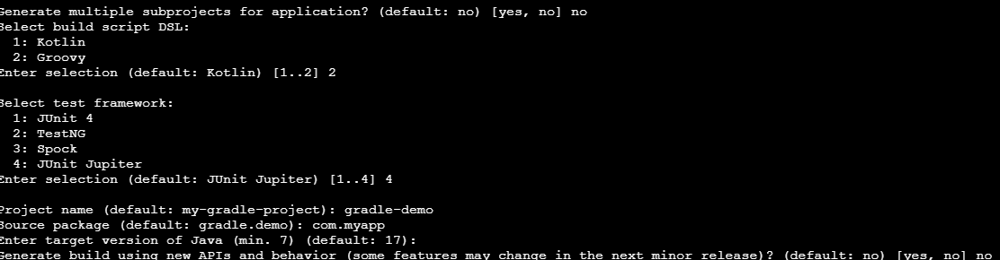 Generate multiple subprojects for application? (default: no) [yes, no] no
Select build script DSL:
  1: Kotlin
  2: Groovy
Enter selection (default: Kotlin) [1..2] 2

Select test framework:
  1: JUnit 4
  2: TestNG
  3: Spock
  4: JUnit Jupiter
Enter selection (default: JUnit Jupiter) [1..4] 4

Project name (default: my-gradle-project): gradle-demo
Source package (default: gradle.demo): com.myapp
Enter target version of Java (min. 7) (default: 17):
Generate build using new APIs and behavior (some features may change in the next minor release)? (default: no) [yes, no] no